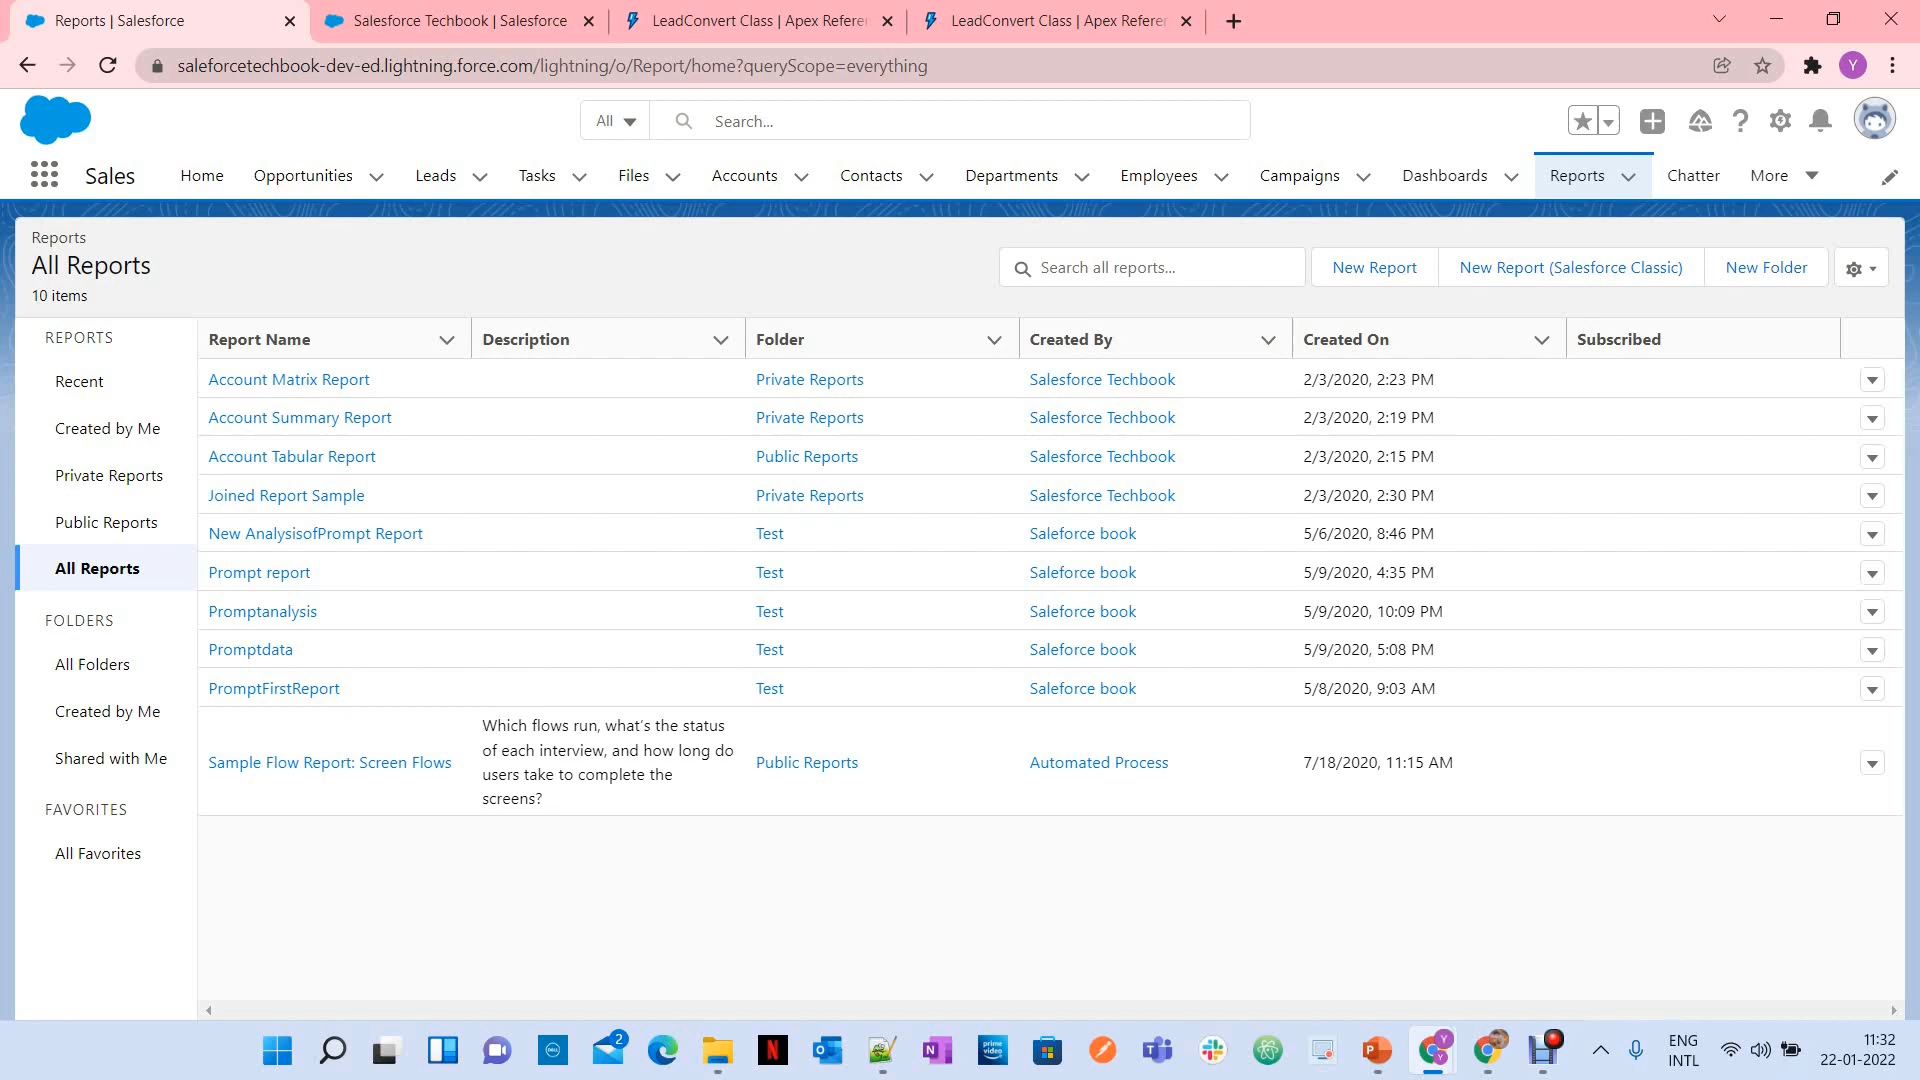 Reports | Salesforce
Salesforce Techbook | Salesforce
LeadConvert Class | Apex Refere
LeadConvert Class | Apex Refere
saleforcetechbook-dev-ed.lightning.force.com/lightning/o/Report/home?queryScope=everything
Y
All
Search...
Sales
Home
Opportunities
Leads
Tasks
Files
Accounts
Contacts
Departments
Employees
Campaigns
Dashboards
Reports
Chatter
More
Reports
All Reports
10 items
Search all reports...
New Report
New Report (Salesforce Classic)
New Folder
REPORTS
Recent
Created by Me
Private Reports
Public Reports
All Reports
FOLDERS
All Folders
Created by Me
Shared with Me
FAVORITES
All Favorites
Report Name Description Folder Created By Created On Subscribed
Account Matrix Report Private Reports Salesforce Techbook 2/3/2020, 2:23 PM
Account Summary Report Private Reports Salesforce Techbook 2/3/2020, 2:19 PM
Account Tabular Report Public Reports Salesforce Techbook 2/3/2020, 2:15 PM
Joined Report Sample Private Reports Salesforce Techbook 2/3/2020, 2:30 PM
New AnalysisofPrompt Report Test Saleforce book 5/6/2020, 8:46 PM
Prompt report Test Saleforce book 5/9/2020, 4:35 PM
Promptanalysis Test Saleforce book 5/9/2020, 10:09 PM
Promptdata Test Saleforce book 5/9/2020, 5:08 PM
PromptFirstReport Test Saleforce book 5/8/2020, 9:03 AM
Which flows run, what's the status
of each interview, and how long do
Sample Flow Report: Screen Flows Public Reports Automated Process 7/18/2020, 11:15 AM
users take to complete the
screens?
2
N
DELL
prime video
ENG
INTL
11:32
22-01-2022